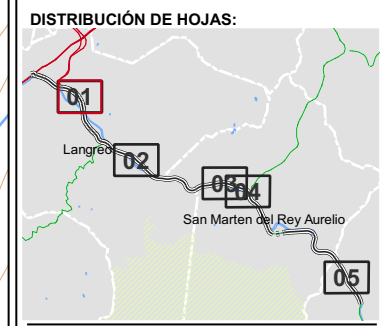 DISTRIBUCIÓN DE HOJAS:
01
Langreo
02
03
04
San Marten del Rey Aurelio
05